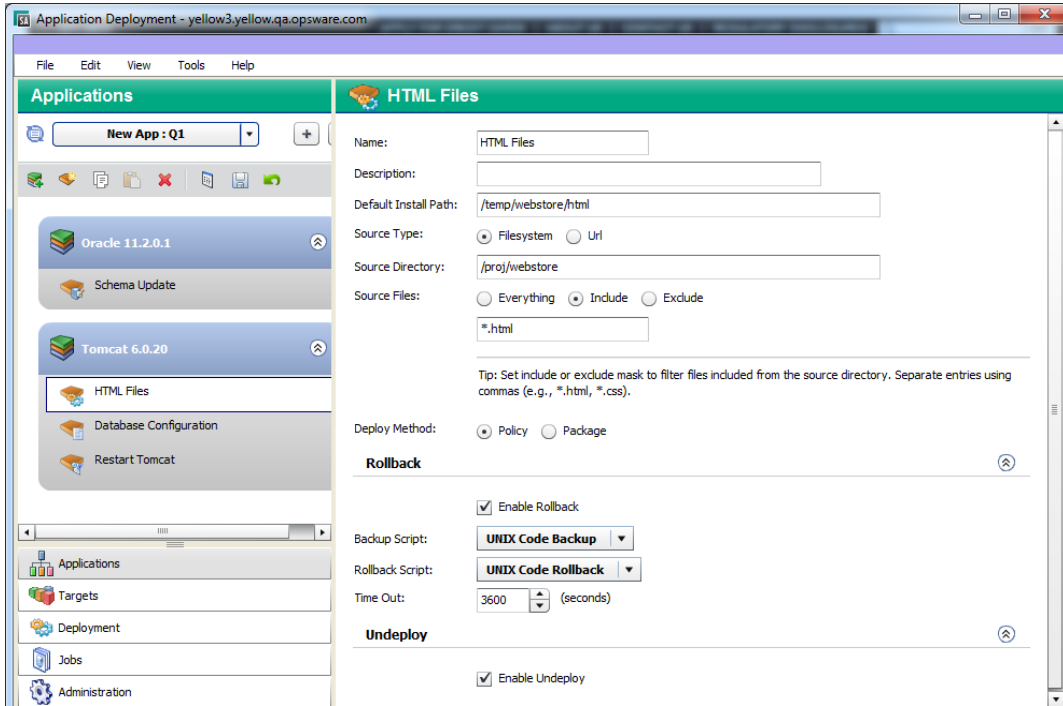 Application Deployment - yellow3.yellow.qa.opsware.com
File Edit View Tools Help
Applications
New App : Q1
Oracle 11.2.0.1
Schema Update
Tomcat 6.0.20
HTML Files
Database Configuration
Restart Tomcat
Applications
Targets
Deployment
Jobs
Administration
HTML Files
Name: HTML Files
Description:
Default Install Path: /temp/webstore/html
Source Type: Filesystem Url
Source Directory: /proj/webstore
Source Files: Everything Include Exclude
*.html
Tip: Set include or exclude mask to filter files included from the source directory. Separate entries using
commas (e.g., *.html, *.css).
Deploy Method: Policy Package
Rollback
Enable Rollback
Backup Script: UNIX Code Backup
Rollback Script: UNIX Code Rollback
Time Out: 3600 (seconds)
Undeploy
Enable Undeploy